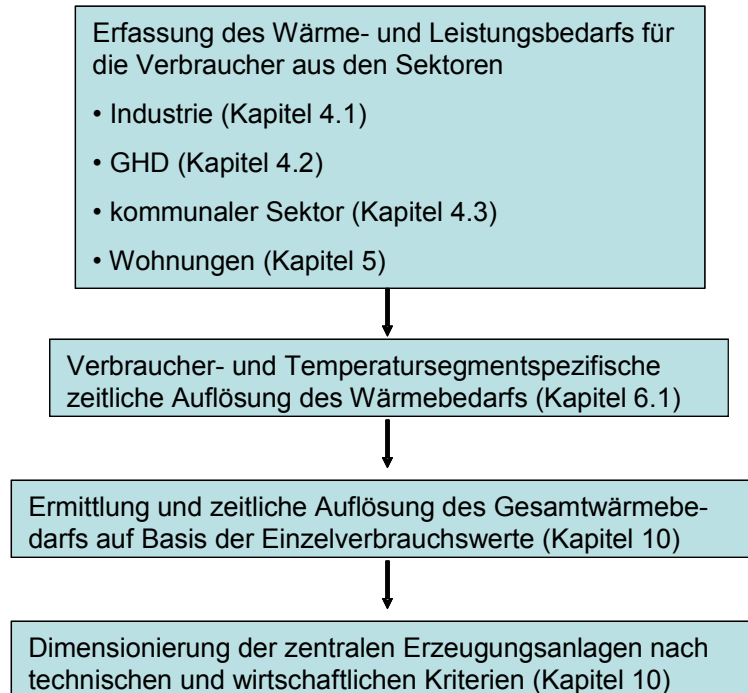 Erfassung des Wärme- und Leistungsbedarfs für
die Verbraucher aus den Sektoren
• Industrie (Kapitel 4.1)
• GHD (Kapitel 4.2)
• kommunaler Sektor (Kapitel 4.3)
• Wohnungen (Kapitel 5)
Verbraucher- und Temperatursegmentspezifische
zeitliche Auflösung des Wärmebedarfs (Kapitel 6.1)
Ermittlung und zeitliche Auflösung des Gesamtwärmebe-
darfs auf Basis der Einzelverbrauchswerte (Kapitel 10)
Dimensionierung der zentralen Erzeugungsanlagen nach
technischen und wirtschaftlichen Kriterien (Kapitel 10)